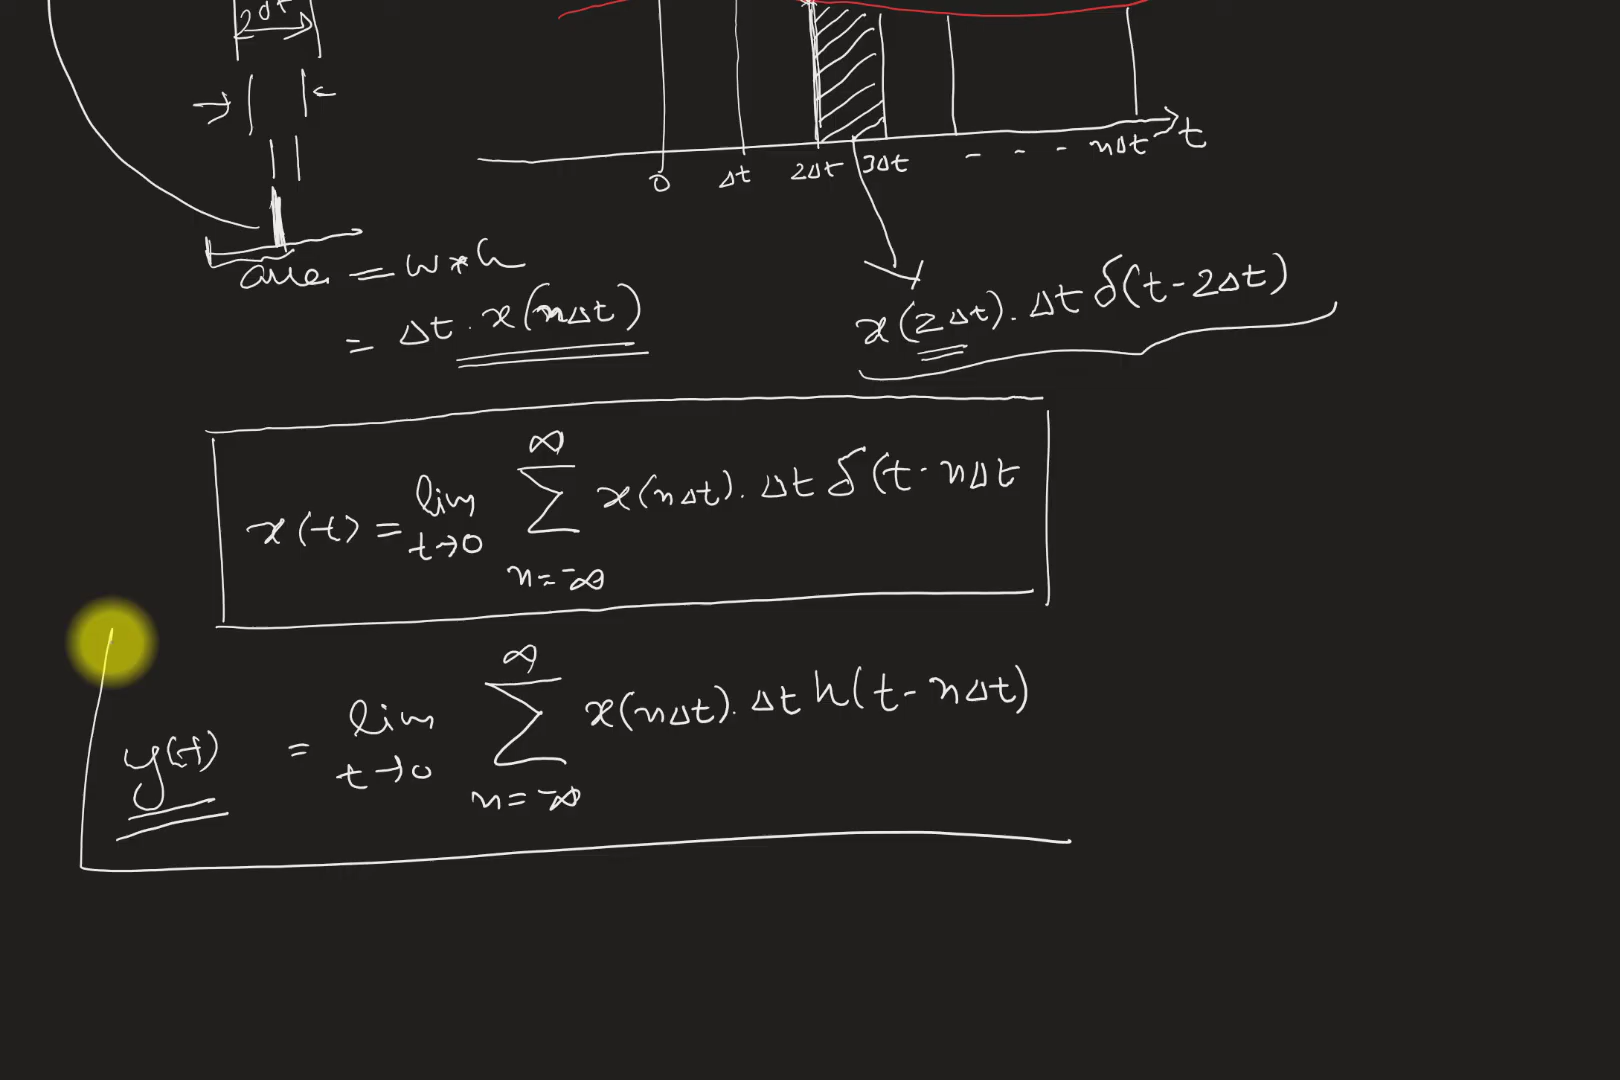 2Δt
0 Δt 2Δt 3Δt - - - nΔt t
area = w*h
= Δt . x(nΔt)
x(2Δt). Δt δ(t-2Δt)
x(t) = lim t→0 ∞ Σ n=-∞ x(nΔt). Δt δ(t-nΔt
y(t) = lim t→0 ∞ Σ n=-∞ x(nΔt). Δt h(t-nΔt)